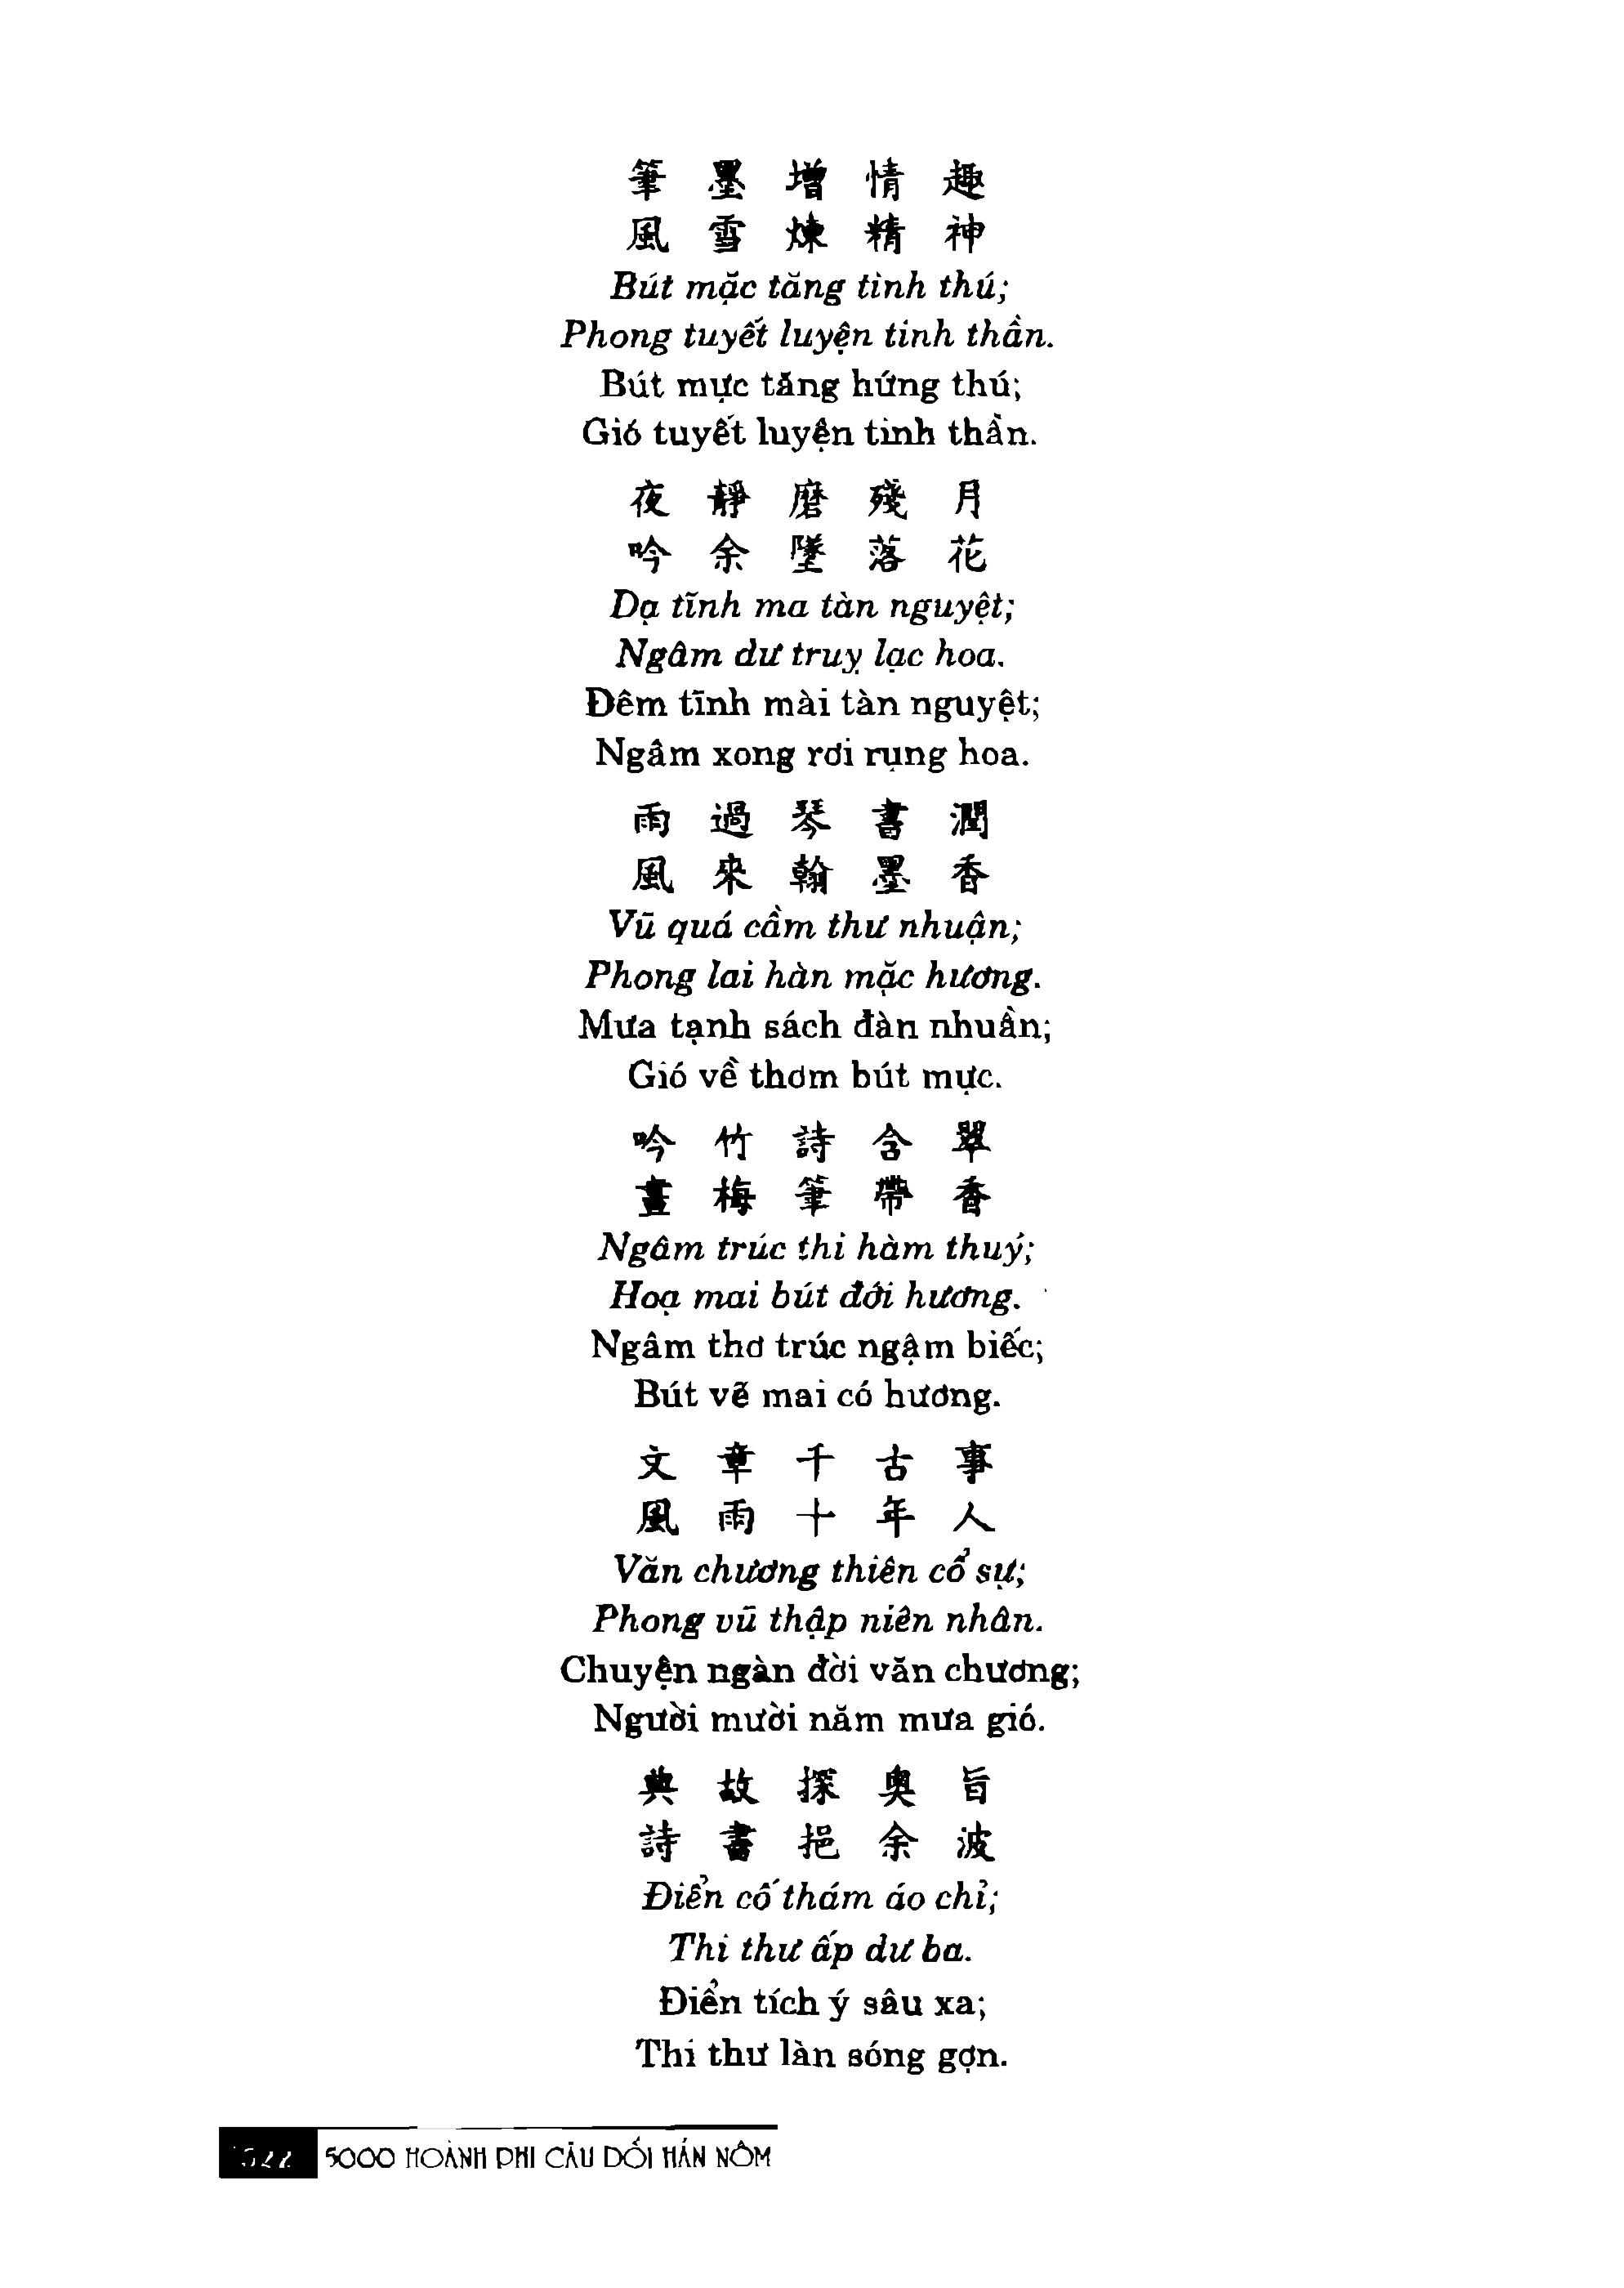 筆墨增情趣
風雪煉精神
Bút mặc tăng tình thú;
Phong tuyết luyện tinh thần.
Bút mực tăng hứng thú;
Gió tuyết luyện tinh thần.
夜靜磨殘月
吟余墜落花
Dạ tĩnh ma tàn nguyệt;
Ngâm dư truỵ lạc hoa.
Đêm tĩnh mài tàn nguyệt;
Ngâm xong rơi rụng hoa.
雨過琴書潤
風來翰墨香
Vũ quá cầm thư nhuận;
Phong lai hàn mặc hương.
Mưa tạnh sách đàn nhuần;
Gió về thơm bút mực.
吟竹詩含翠
畫梅筆帶香
Ngâm trúc thi hàm thuý;
Hoạ mai bút đới hương.
Ngâm thơ trúc ngậm biếc;
Bút vẽ mai có hương.
文章千古事
風雨十年人
Văn chương thiên cổ sự;
Phong vũ thập niên nhân.
Chuyện ngàn đời văn chương;
Người mười năm mưa gió.
典故探奧旨
詩書挹余波
Điển cố thám áo chỉ;
Thi thư ấp dư ba.
Điển tích ý sâu xa;
Thi thư làn sóng gợn.
5000 HOÀNH PHI CÂU ĐỐI HÁN NÔM